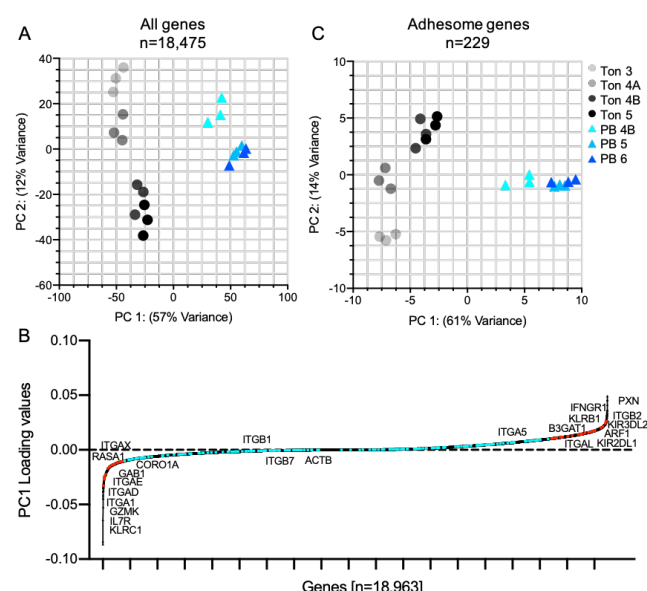 A
All genes
n=18,475
PC 2: (12% Variance)
40
20
0
-20
-40
-60
-100
-50
0
50
100
PC 1: (57% Variance)
C
Adhesome genes
n=229
PC 2: (14% Variance)
10
5
0
-5
-10
-10
-5
0
5
10
PC 1: (61% Variance)
Ton 3
Ton 4A
Ton 4B
Ton 5
PB 4B
PB 5
PB 6
B
PC1 Loading values
0.10
0.05
0.00
-0.05
-0.10
ITGAX
RASA1
CORO1A
GAB1
ITGAE
ITGAD
ITGA1
GZMK
IL7R
KLRC1
ITGB1
ITGB7
ACTB
ITGA5
IFNGR1
PXN
KLRB1
ITGB2
B3GAT1
KIR3DL2
ARF1
ITGAL
KIR2DL1
Genes [n=18,963]